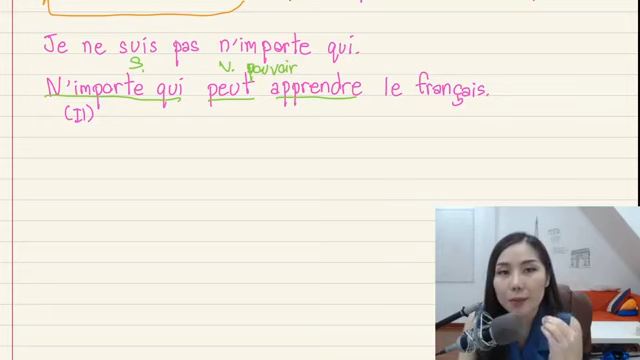 Je ne suis pas n'importe qui.
S. V. pouvoir
N'importe qui peut apprendre le français.
(Il)